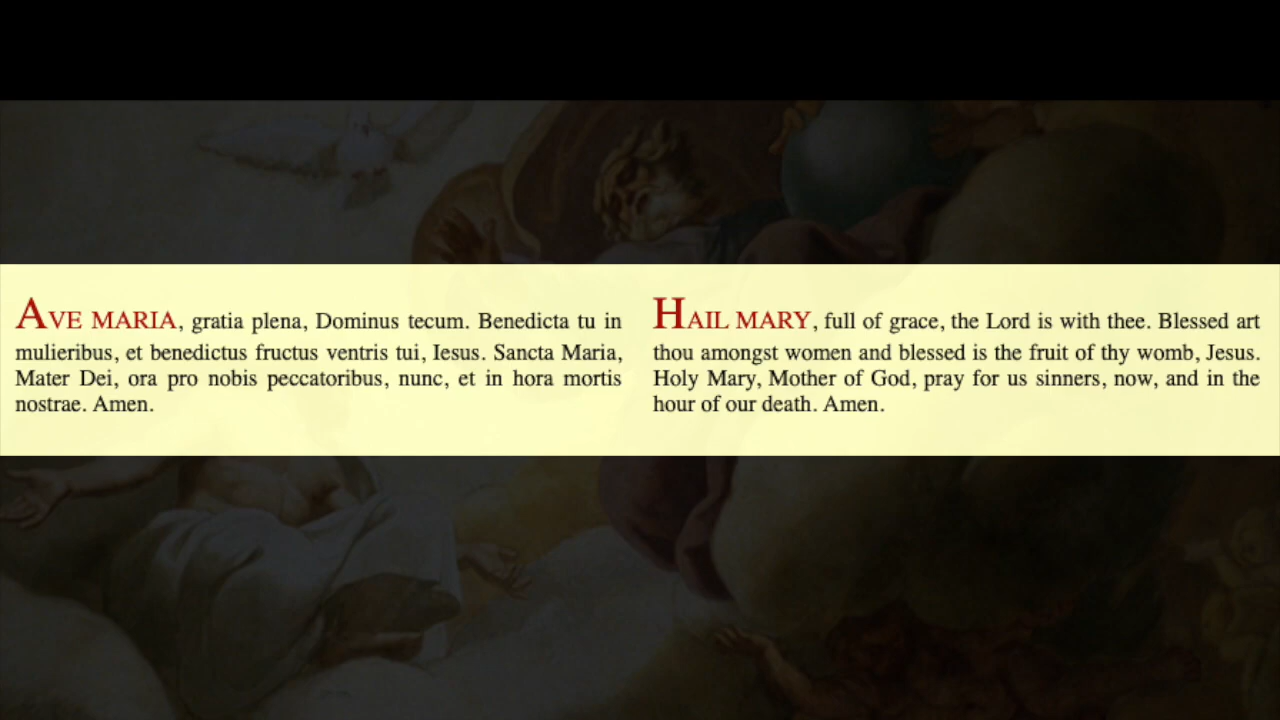 AVE MARIA, gratia plena, Dominus tecum. Benedicta tu in
mulieribus, et benedictus fructus ventris tui, Iesus. Sancta Maria,
Mater Dei, ora pro nobis peccatoribus, nunc, et in hora mortis
nostrae. Amen.
HAIL MARY, full of grace, the Lord is with thee. Blessed art
thou amongst women and blessed is the fruit of thy womb, Jesus.
Holy Mary, Mother of God, pray for us sinners, now, and in the
hour of our death. Amen.